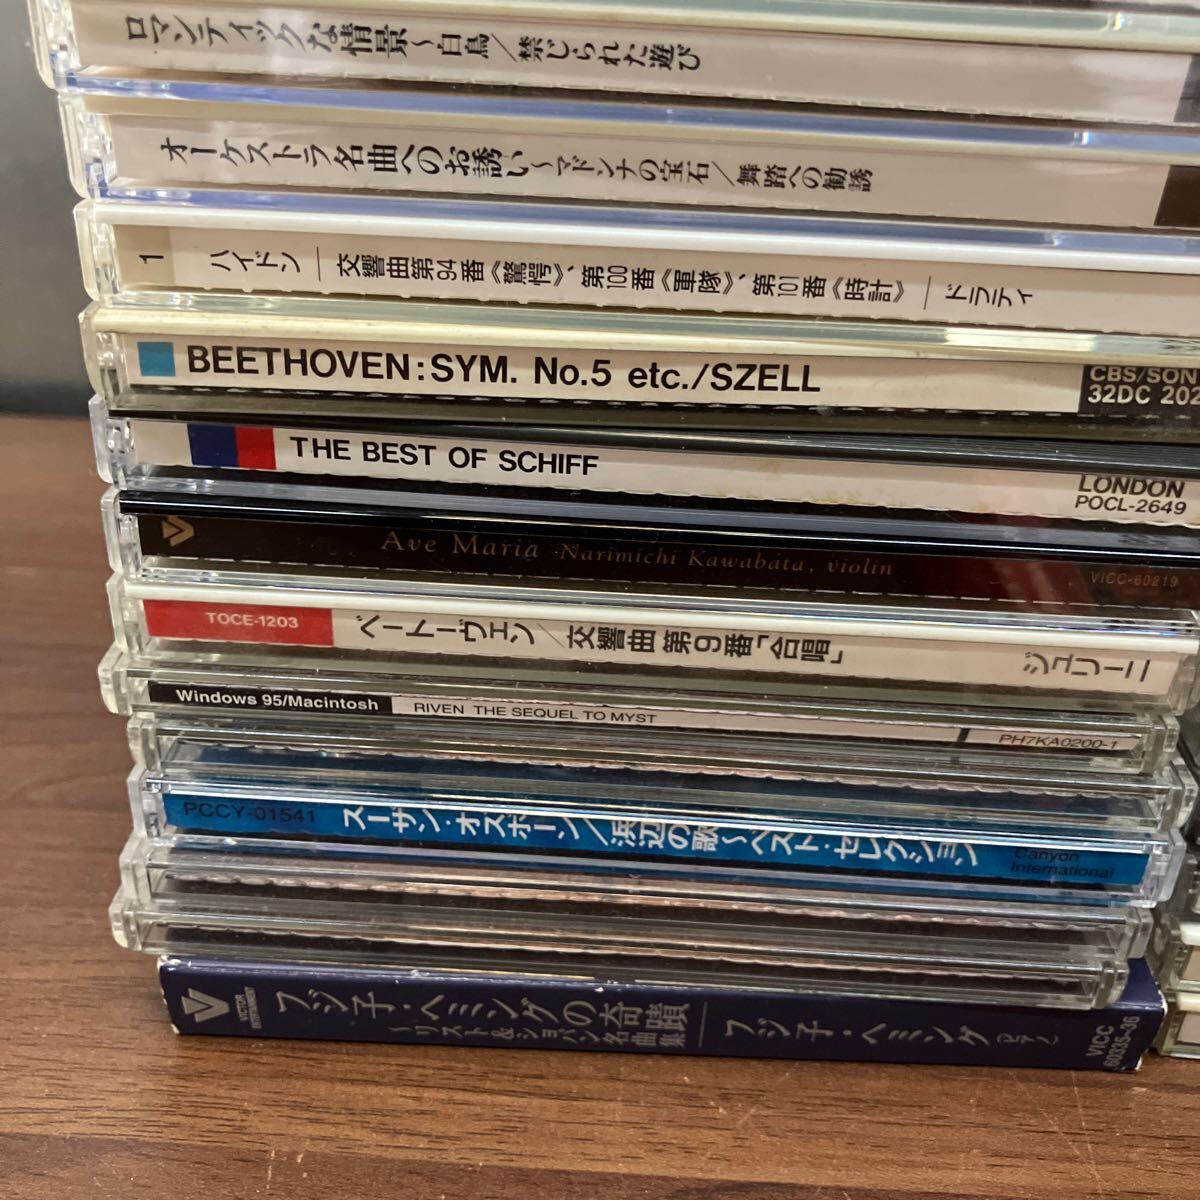 ロマンティックな情景~白鳥/禁じられた遊び
オーケストラ名曲へのお誘い~マドンナの宝石/舞踏への勧誘
1 ハイドン 交響曲第94番《驚愕》、第100番《軍隊》、第101番《時計》 ドラティ
BEETHOVEN:SYM. No.5 etc./SZELL
CBS/SON
32DC 202
THE BEST OF SCHIFF
LONDON
POCL-2649
Ave Maria Narimichi Kawabata, violin
VICC-60219
TOCE-1203 ベートーヴェン/交響曲第9番「合唱」 ジュリーニ
Windows 95/Macintosh RIVEN THE SEQUEL TO MYST PH7KA0200-1
PCCY-01541 スーザン・オズボーン/浜辺の歌~ベスト・セレクション
Canyon
International
VICTOR
ENTERTAINMENT
フジ子・ヘミングの奇蹟
~リスト&ショパン名曲集
フジ子・ヘミング(ピアノ)
VICC
60335~36